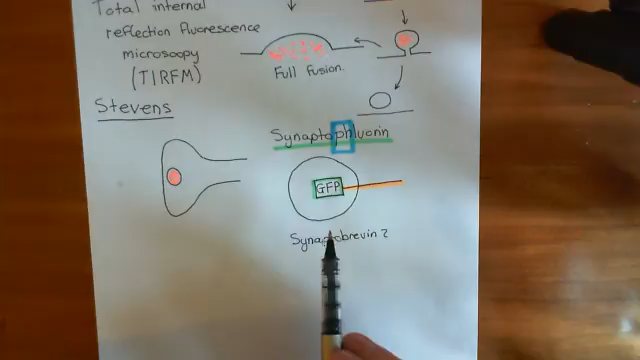 Total internal
reflection fluorescence
microscopy
(TIRFM)
Full fusion.
Stevens
Synaptophluorin
GFP
Synaptobrevin 2